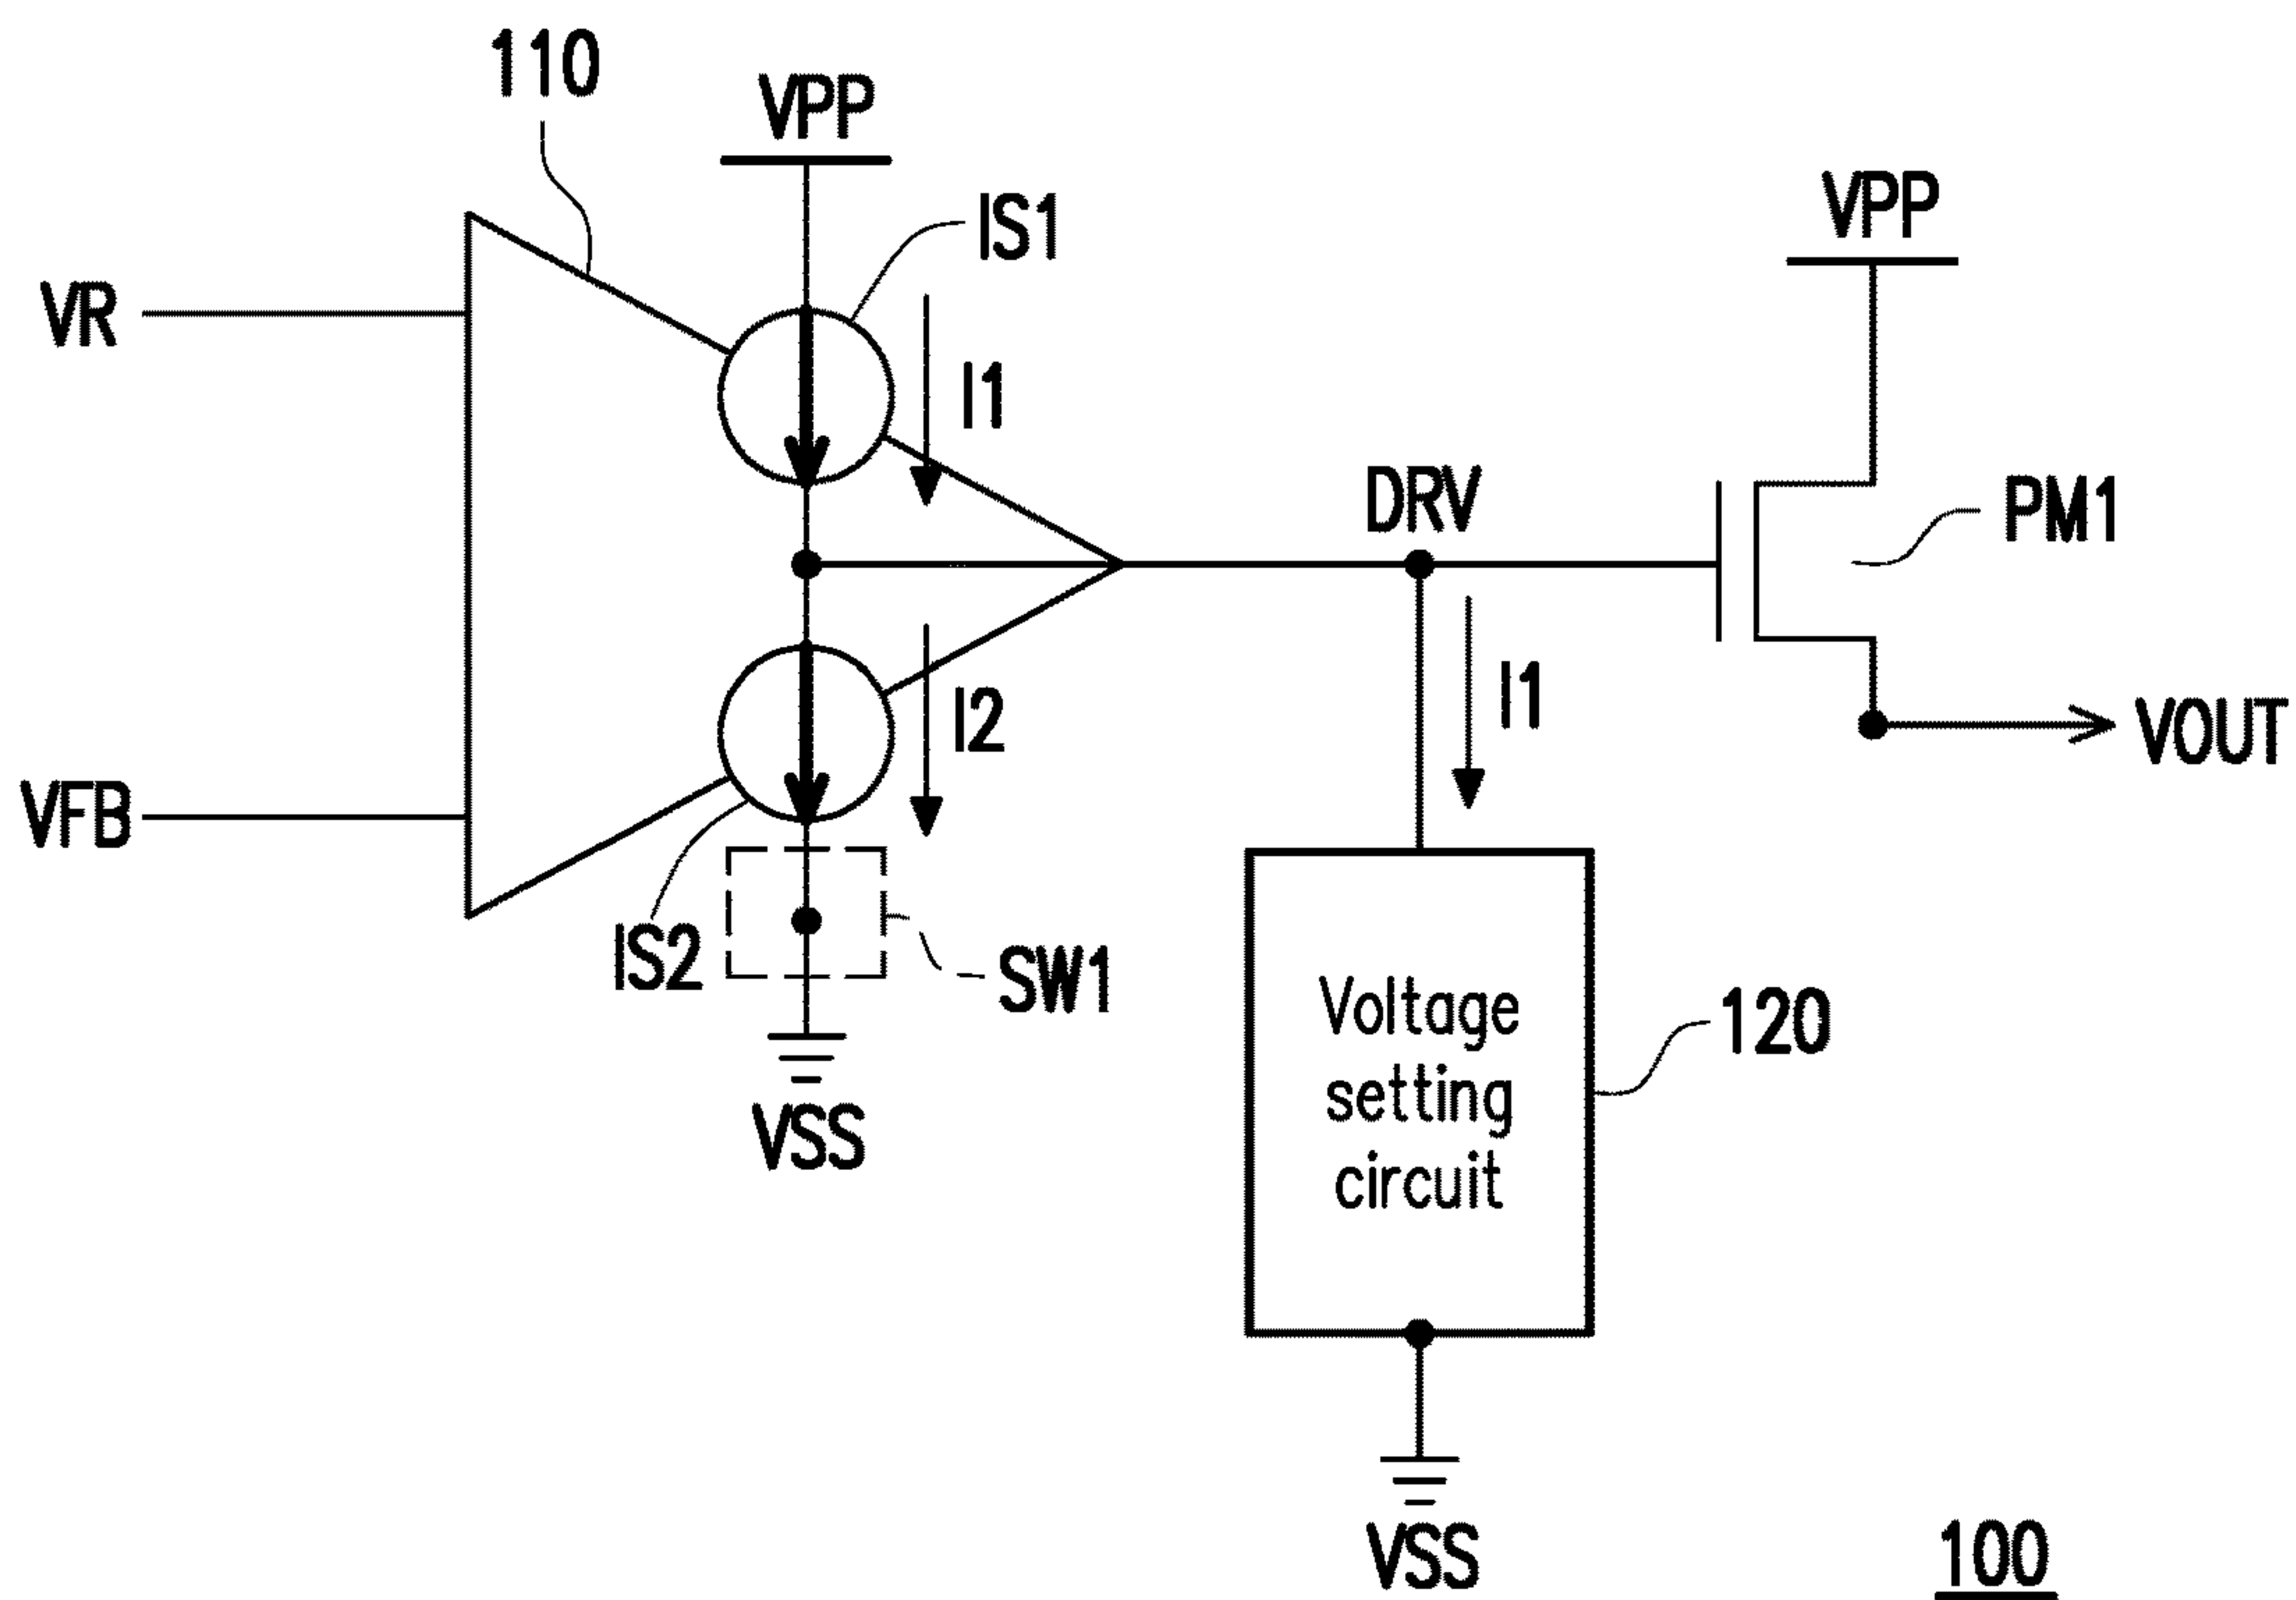 110
VPP
IS1
VPP
VR
I1
DRV
PM1
I2
I1
VOUT
VFB
IS2
SW1
Voltage
setting
circuit
120
VSS
VSS
100